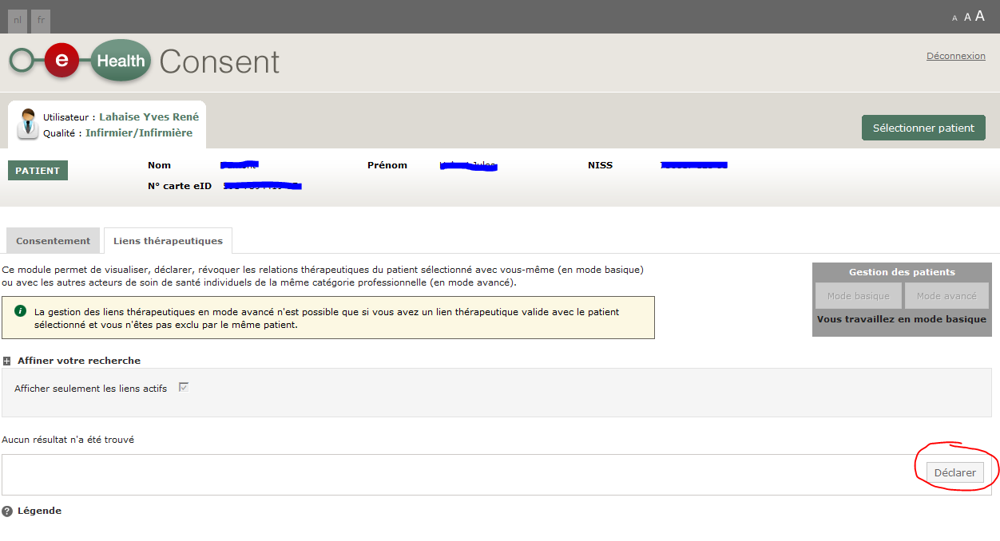 nl fr A A A
e Health Consent
Déconnexion
Utilisateur : Lahaise Yves René
Qualité : Infirmier/Infirmière
Sélectionner patient
PATIENT
Nom Prénom NISS
N° carte eID
Consentement Liens thérapeutiques
Ce module permet de visualiser, déclarer, révoquer les relations thérapeutiques du patient sélectionné avec vous-même (en mode basique)
ou avec les autres acteurs de soin de santé individuels de la même catégorie professionnelle (en mode avancé).
Gestion des patients
Mode basique Mode avancé
Vous travaillez en mode basique
La gestion des liens thérapeutiques en mode avancé n'est possible que si vous avez un lien thérapeutique valide avec le patient
sélectionné et vous n'êtes pas exclu par le même patient.
Affiner votre recherche
Afficher seulement les liens actifs
Aucun résultat n'a été trouvé
Déclarer
? Légende